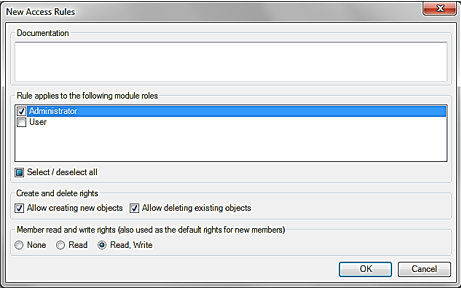 New Access Rules
Documentation
Rule applies to the following module roles
Administrator
User
Select / deselect all
Create and delete rights
Allow creating new objects Allow deleting existing objects
Member read and write rights (also used as the default rights for new members)
None Read Read, Write
OK Cancel